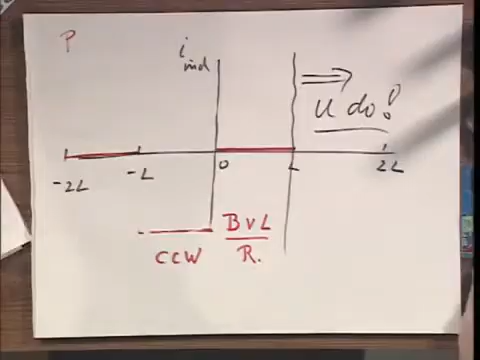 P
i ind
u do!
-2L -L 0 L 2L
CCW BvL/R.